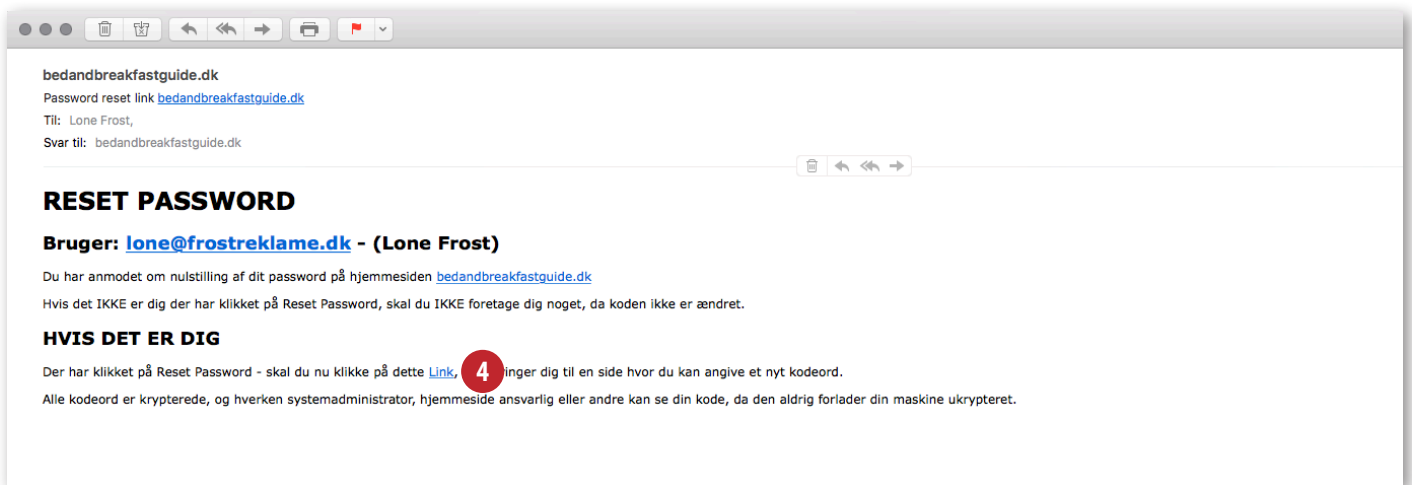 bedandbreakfastguide.dk
Password reset link bedandbreakfastguide.dk
Til: Lone Frost,
Svar til: bedandbreakfastguide.dk
RESET PASSWORD
Bruger: lone@frostreklame.dk - (Lone Frost)
Du har anmodet om nulstilling af dit password på hjemmesiden bedandbreakfastguide.dk
Hvis det IKKE er dig der har klikket på Reset Password, skal du IKKE foretage dig noget, da koden ikke er ændret.
HVIS DET ER DIG
Der har klikket på Reset Password - skal du nu klikke på dette Link, 4 inger dig til en side hvor du kan angive et nyt kodeord.
Alle kodeord er krypterede, og hverken systemadministrator, hjemmeside ansvarlig eller andre kan se din kode, da den aldrig forlader din maskine ukrypteret.